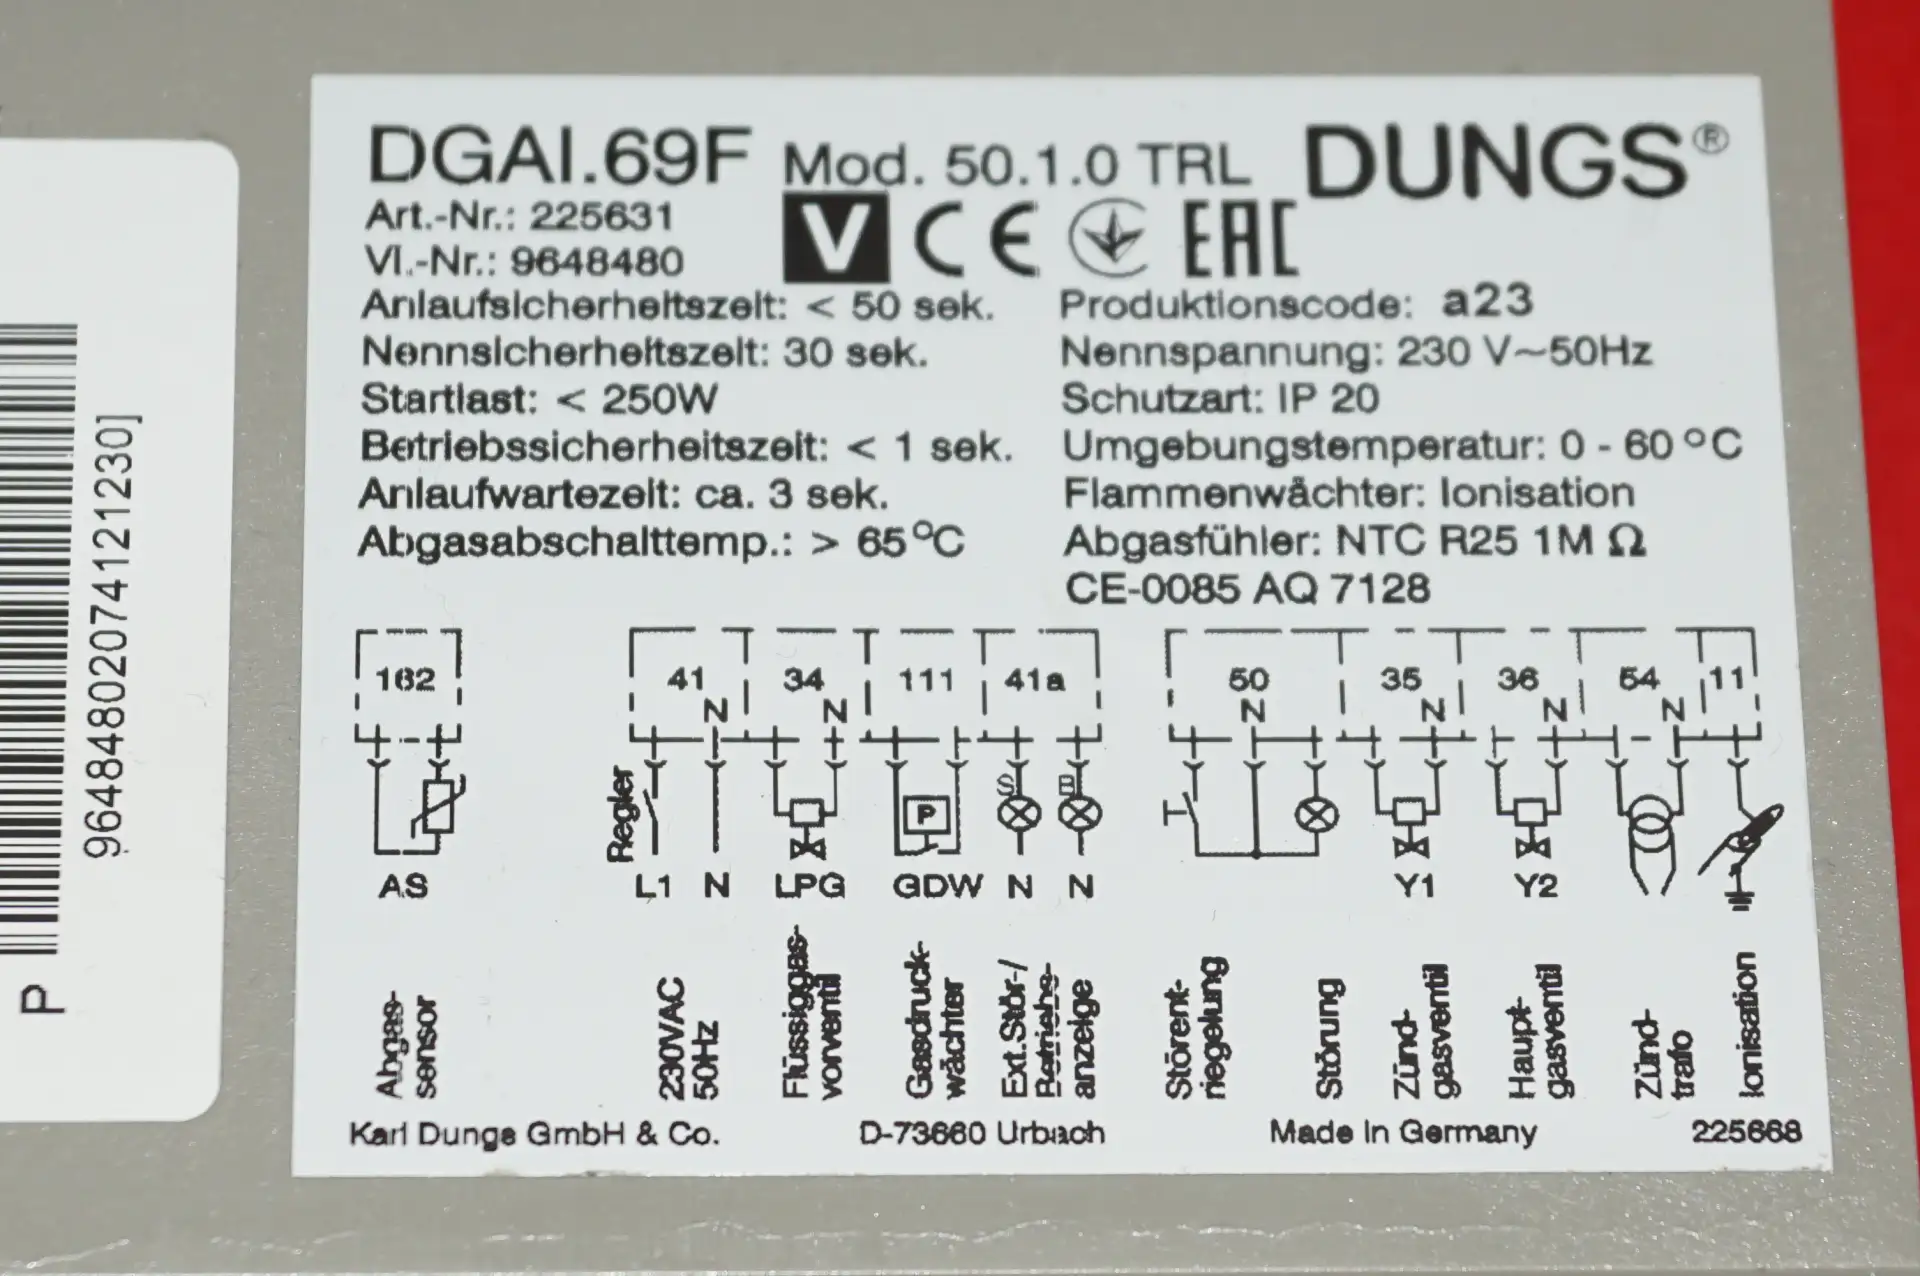 DGAI.69F Mod. 50.1.0 TRL DUNGS®
Art.-Nr.: 225631
Vl.-Nr.: 9648480
V CE EAC
Anlaufsicherheitszeit: < 50 sek.
Nennsicherheitszeit: 30 sek.
Startlast: < 250W
Betriebssicherheitszeit: < 1 sek.
Anlaufwartezeit: ca. 3 sek.
Abgasabschalttemp.: > 65°C
Produktionscode: a23
Nennspannung: 230 V~50Hz
Schutzart: IP 20
Umgebungstemperatur: 0 - 60 °C
Flammenwächter: Ionisation
Abgasfühler: NTC R25 1M Ω
CE-0085 AQ 7128
162 41 34 111 41a 50 35 36 54 11
N N N N N N
Regler
P
S B
AS L1 N LPG GDW N N Y1 Y2
Abgas-
sensor
230VAC
50Hz
Flüssiggas-
vorventil
Gasdruck-
wächter
Ext.Stör-/
Betriebs-
anzeige
Störent-
riegelung
Störung
Zünd-
gasventil
Haupt-
gasventil
Zünd-
trafo
Ionisation
Karl Dungs GmbH & Co. D-73660 Urbach Made in Germany 225668
96484802074121230]
P